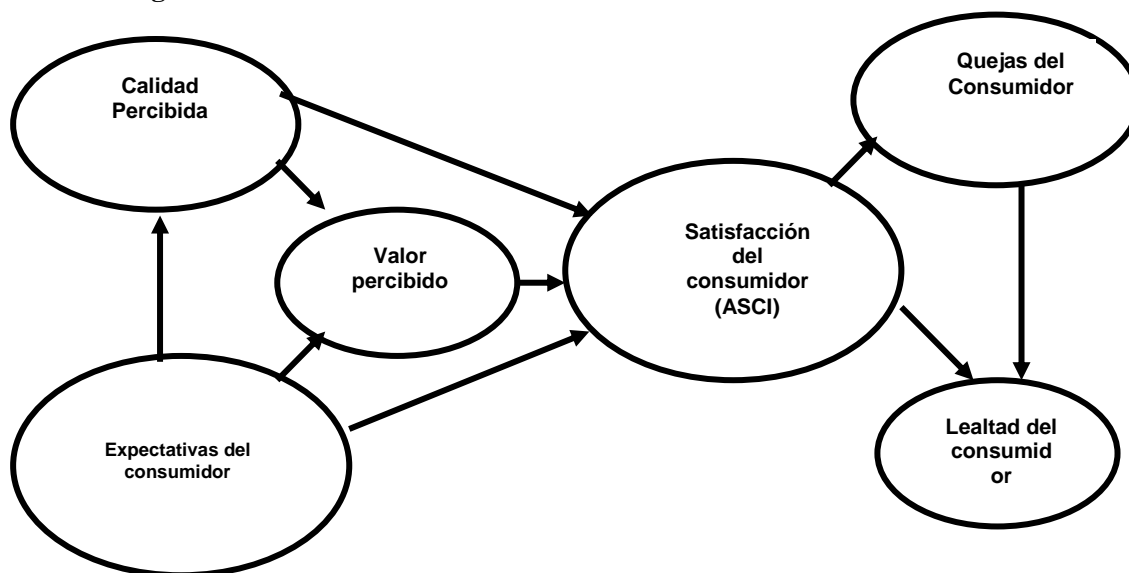 Calidad
Percibida
Quejas del
Consumidor
Valor
percibido
Satisfacción
del
consumidor
(ASCI)
Expectativas del
consumidor
Lealtad del
consumid
or